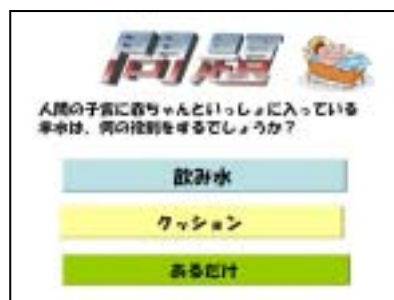 問題
人間の子宮に赤ちゃんといっしょに入っている
羊水は、何の役割をするでしょうか？
飲み水
クッション
あるだけ